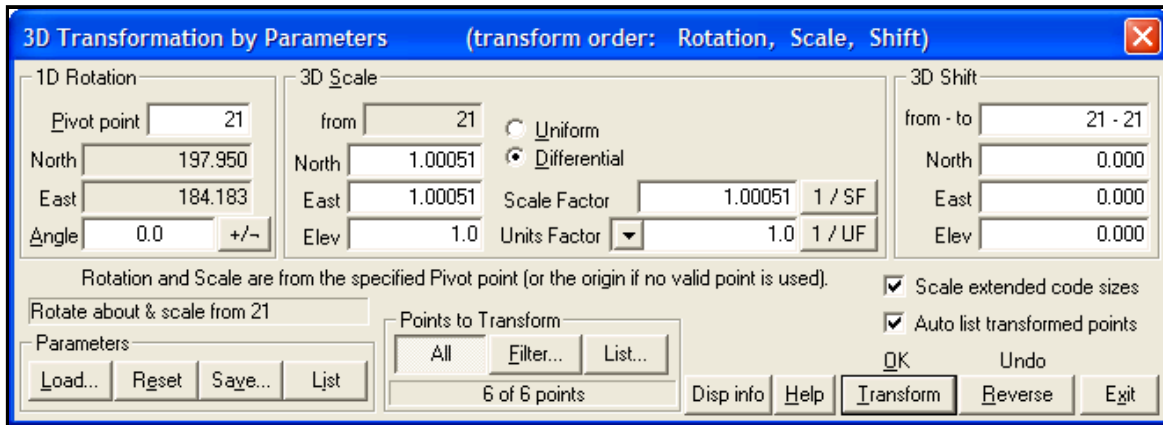 3D Transformation by Parameters (transform order: Rotation, Scale, Shift)
1D Rotation
Pivot point 21
North 197.950
East 184.183
Angle 0.0 +/¬
3D Scale
from 21
North 1.00051
East 1.00051
Elev 1.0
Uniform
Differential
Scale Factor 1.00051 1 / SF
Units Factor 1.0 1 / UF
3D Shift
from - to 21 - 21
North 0.000
East 0.000
Elev 0.000
Rotation and Scale are from the specified Pivot point (or the origin if no valid point is used).
Rotate about & scale from 21
Scale extended code sizes
Auto list transformed points
Parameters
Load... Reset Save... List
Points to Transform
All Filter... List...
6 of 6 points
OK Undo
Disp info Help Transform Reverse Exit